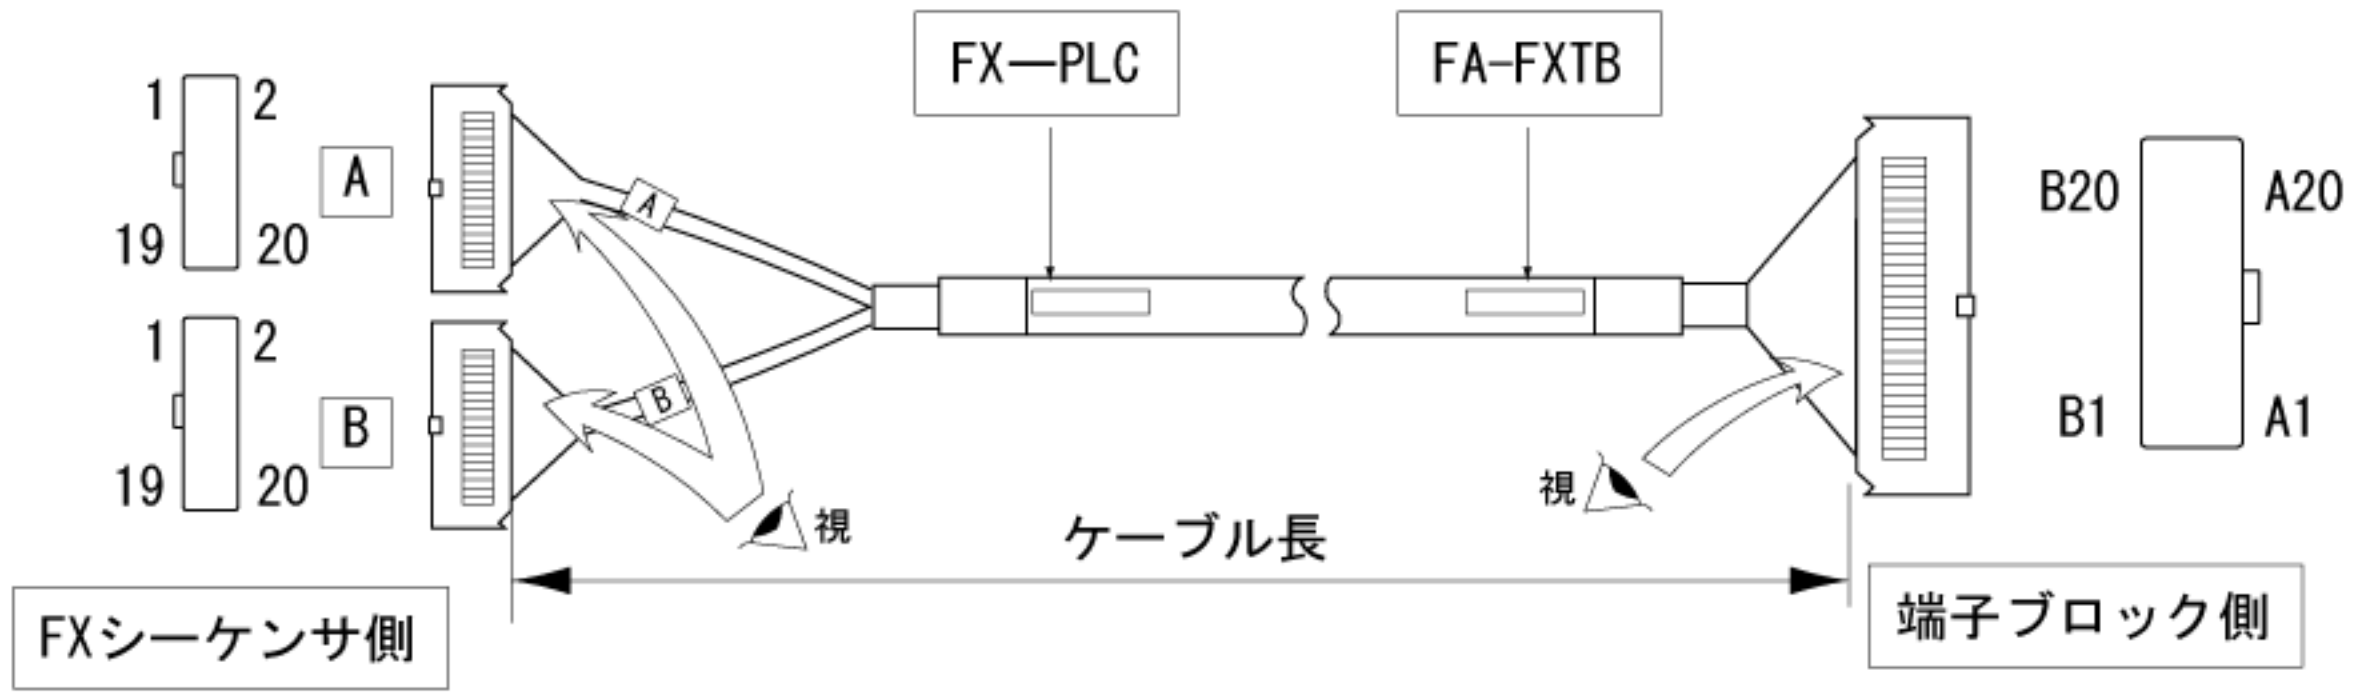 FX—PLC
FA-FXTB
1 2
A
19 20
A
1 2
B
19 20
B
B20 A20
B1 A1
視
視
ケーブル長
FXシーケンサ側
端子ブロック側